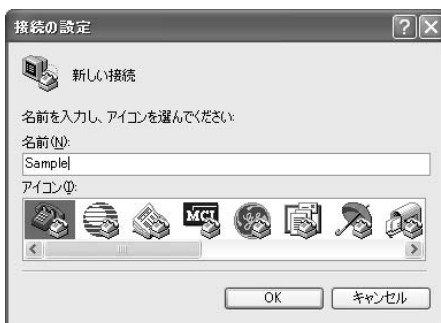 接続の設定
新しい接続
名前を入力し、アイコンを選んでください:
名前(N):
Sample
アイコン(I):
MCI
OK
キャンセル